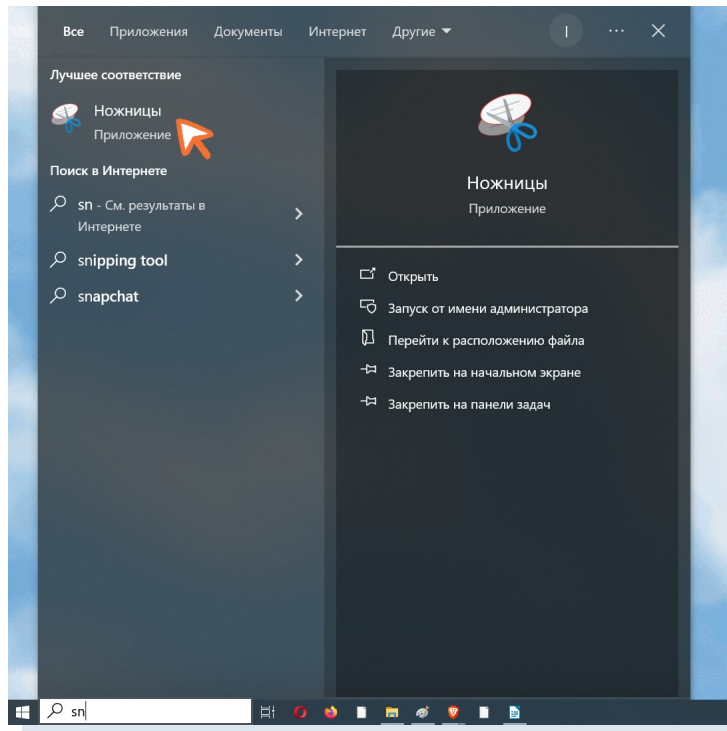 Все Приложения Документы Интернет Другие I ...
Лучшее соответствие
Ножницы
Приложение
Поиск в Интернете
sn - См. результаты в
Интернете
snipping tool
snapchat
Ножницы
Приложение
Открыть
Запуск от имени администратора
Перейти к расположению файла
Закрепить на начальном экране
Закрепить на панели задач
sn